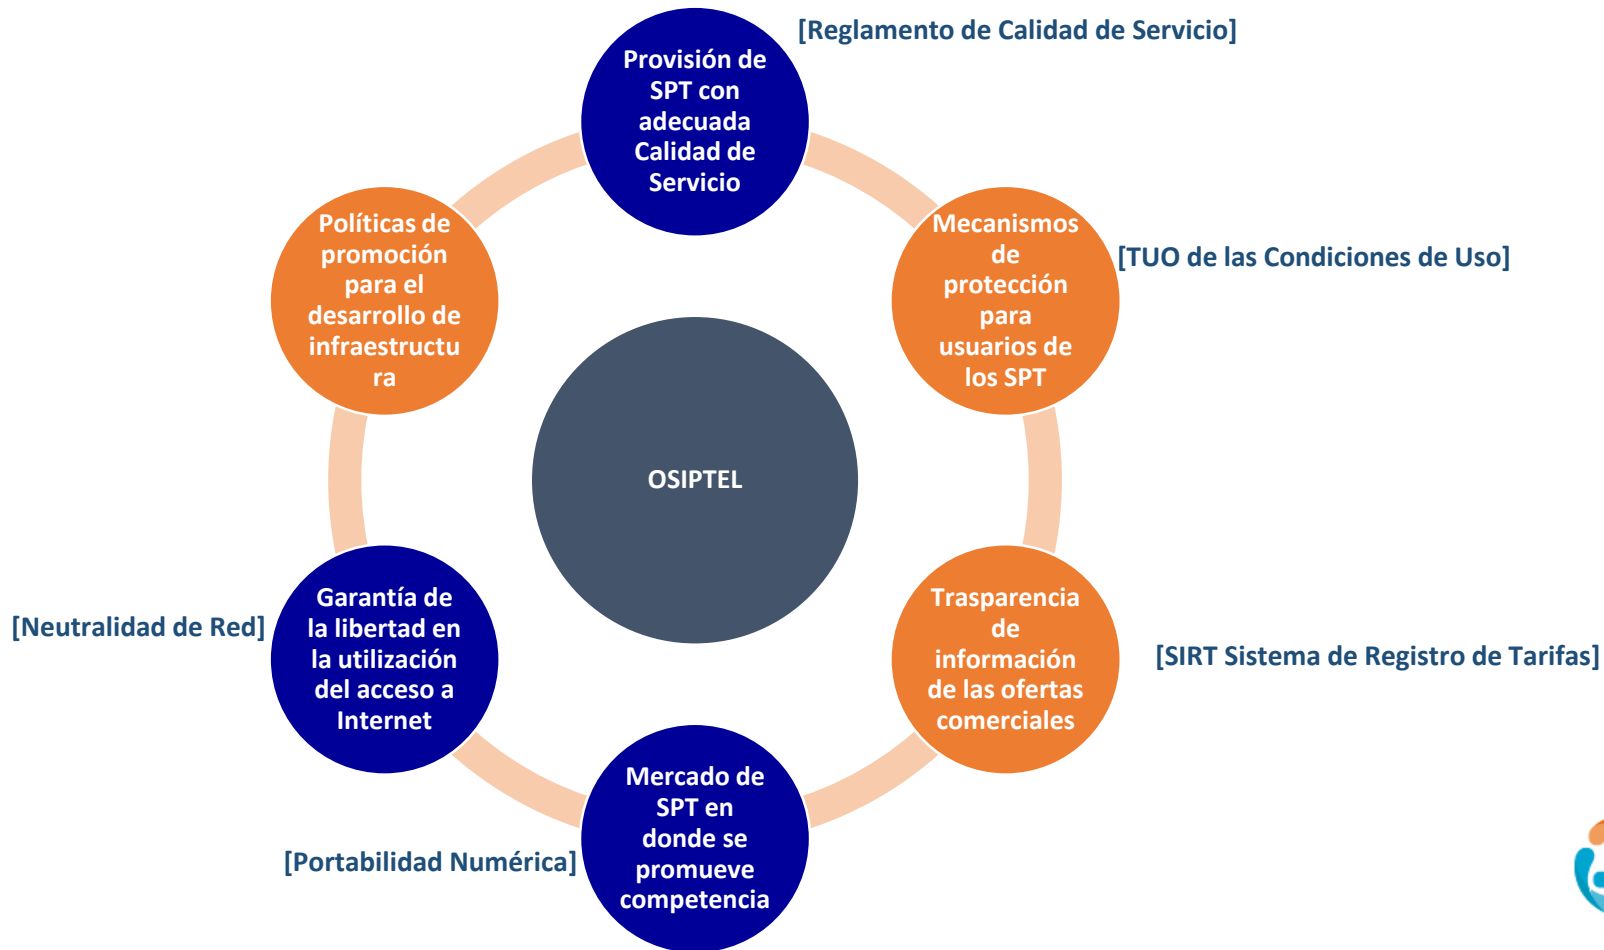 Provisión de
SPT con
adecuada
Calidad de
Servicio
[Reglamento de Calidad de Servicio]
Mecanismos
de
protección
para
usuarios de
los SPT
[TUO de las Condiciones de Uso]
Trasparencia
de
información
de las ofertas
comerciales
[SIRT Sistema de Registro de Tarifas]
Mercado de
SPT en
donde se
promueve
competencia
[Portabilidad Numérica]
Garantía de
la libertad en
la utilización
del acceso a
Internet
[Neutralidad de Red]
Políticas de
promoción
para el
desarrollo de
infraestructu
ra
OSIPTEL